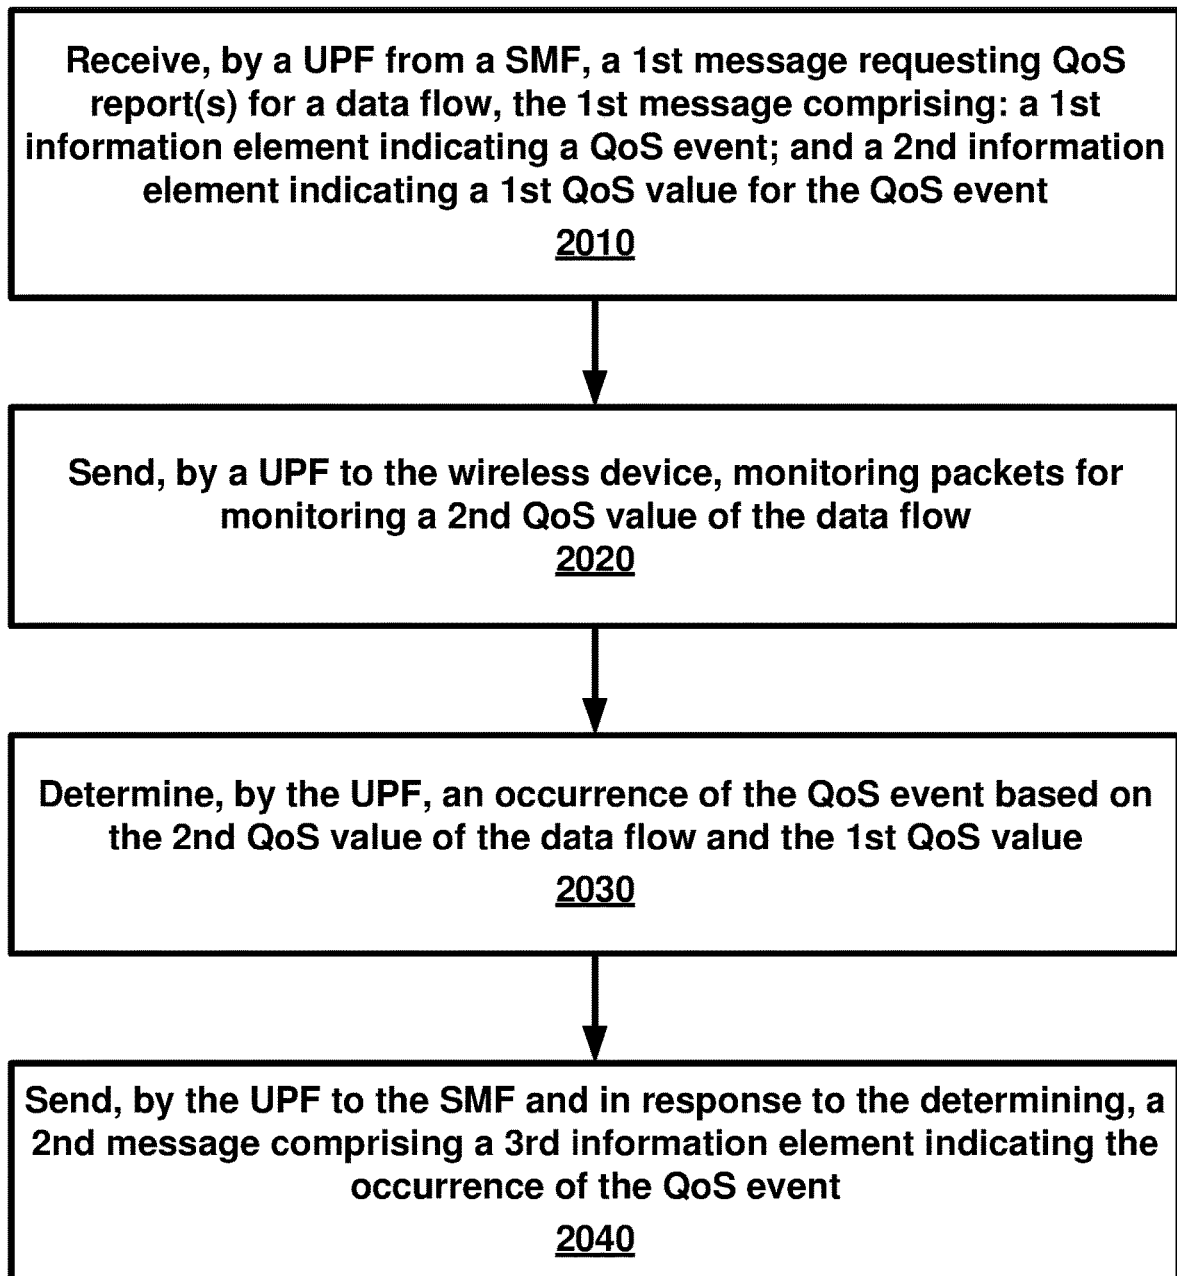 Receive, by a UPF from a SMF, a 1st message requesting QoS
report(s) for a data flow, the 1st message comprising: a 1st
information element indicating a QoS event; and a 2nd information
element indicating a 1st QoS value for the QoS event
2010
Send, by a UPF to the wireless device, monitoring packets for
monitoring a 2nd QoS value of the data flow
2020
Determine, by the UPF, an occurrence of the QoS event based on
the 2nd QoS value of the data flow and the 1st QoS value
2030
Send, by the UPF to the SMF and in response to the determining, a
2nd message comprising a 3rd information element indicating the
occurrence of the QoS event
2040